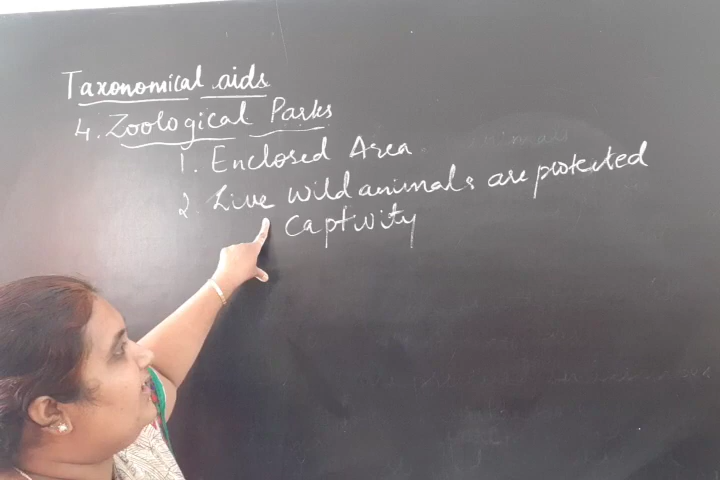 Taxonomical aids
4. Zoological Parks
1. Enclosed Area
2. Live wild animals are protected
Captivity